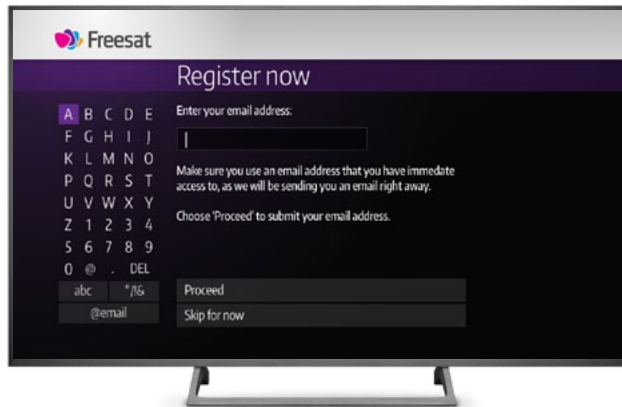 Freesat
Register now
Enter your email address:
A B C D E
F G H I J
K L M N O
P Q R S T
U V W X Y
Z 1 2 3 4
5 6 7 8 9
0 @ . DEL
abc */!&
@email
Make sure you use an email address that you have immedate
access to, as we will be sending you an email right away.
Choose 'Proceed' to submit your email address.
Proceed
Skip for now